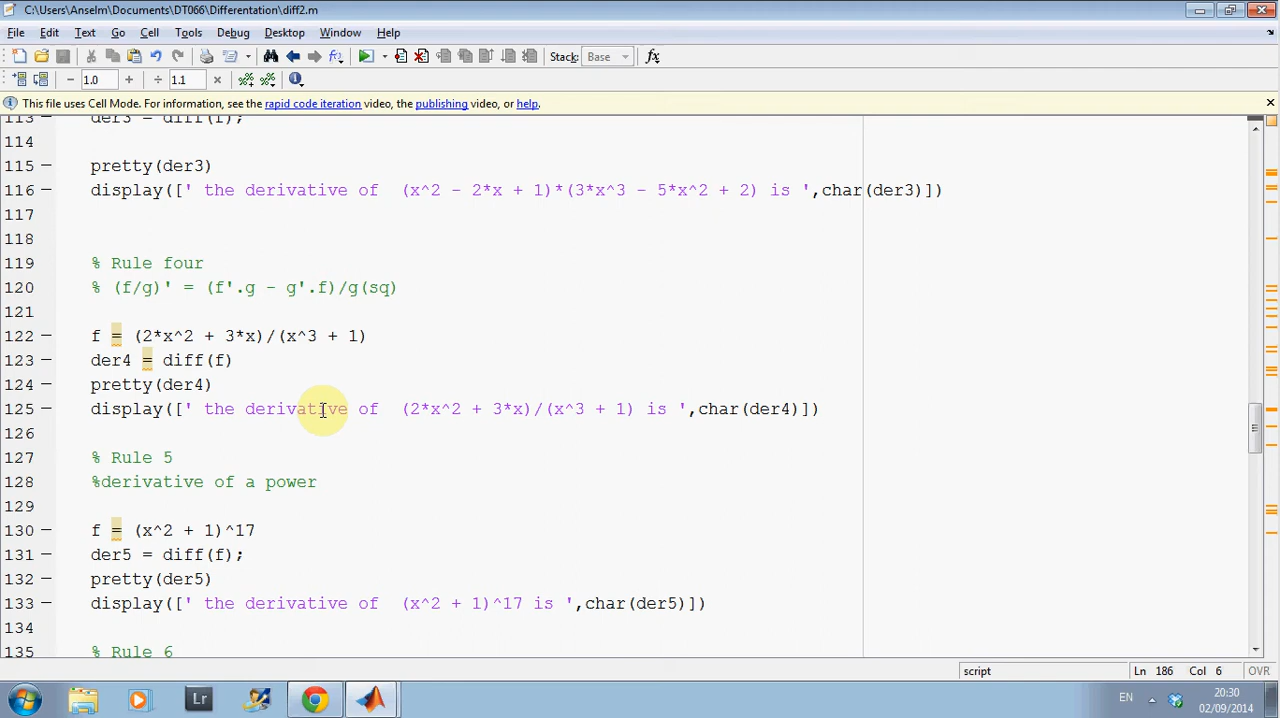 C:\Users\Anselm\Documents\DT066\Differentation\diff2.m
File Edit Text Go Cell Tools Debug Desktop Window Help
Stack: Base fx
1.0 1.1
This file uses Cell Mode. For information, see the rapid code iteration video, the publishing video, or help.
113 der3 = diff(f);
114
115 pretty(der3)
116 display([' the derivative of  (x^2 - 2*x + 1)*(3*x^3 - 5*x^2 + 2) is ',char(der3)])
117
118
119 % Rule four
120 % (f/g)' = (f'.g - g'.f)/g(sq)
121
122 f = (2*x^2 + 3*x)/(x^3 + 1)
123 der4 = diff(f)
124 pretty(der4)
125 display([' the derivative of  (2*x^2 + 3*x)/(x^3 + 1) is ',char(der4)])
126
127 % Rule 5
128 %derivative of a power
129
130 f = (x^2 + 1)^17
131 der5 = diff(f);
132 pretty(der5)
133 display([' the derivative of  (x^2 + 1)^17 is ',char(der5)])
134
135 % Rule 6
script Ln 186 Col 6 OVR
Lr EN 20:30
02/09/2014